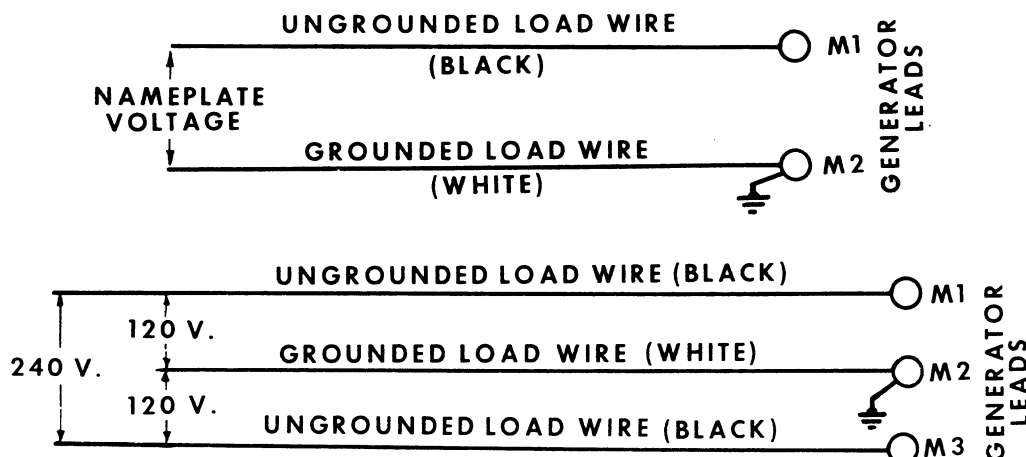 UNGROUNDED LOAD WIRE
(BLACK)
M1
NAMEPLATE
VOLTAGE
GROUNDED LOAD WIRE
(WHITE)
M2
GENERATOR
LEADS
UNGROUNDED LOAD WIRE (BLACK)
M1
120 V.
240 V.
GROUNDED LOAD WIRE (WHITE)
M2
120 V.
UNGROUNDED LOAD WIRE (BLACK)
M3
GENERATOR
LEADS